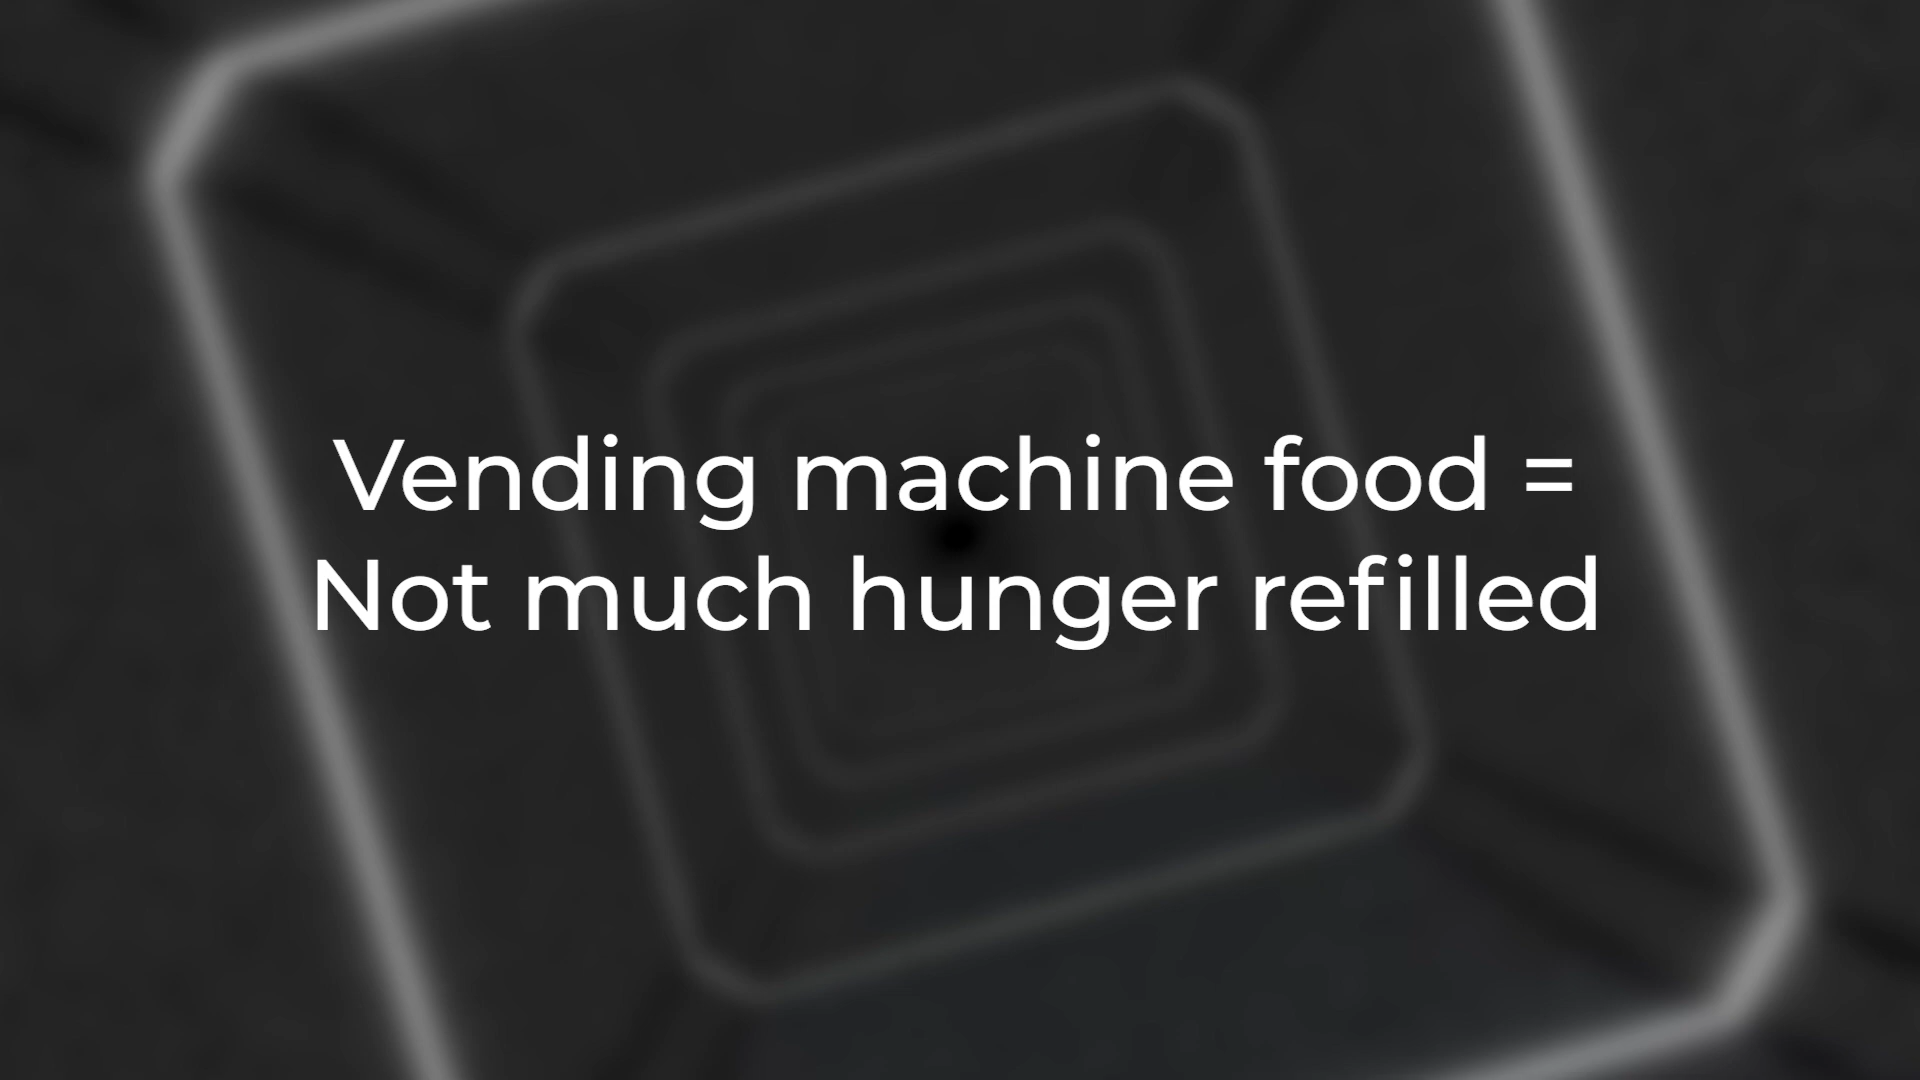 Vending machine food =
Not much hunger refilled